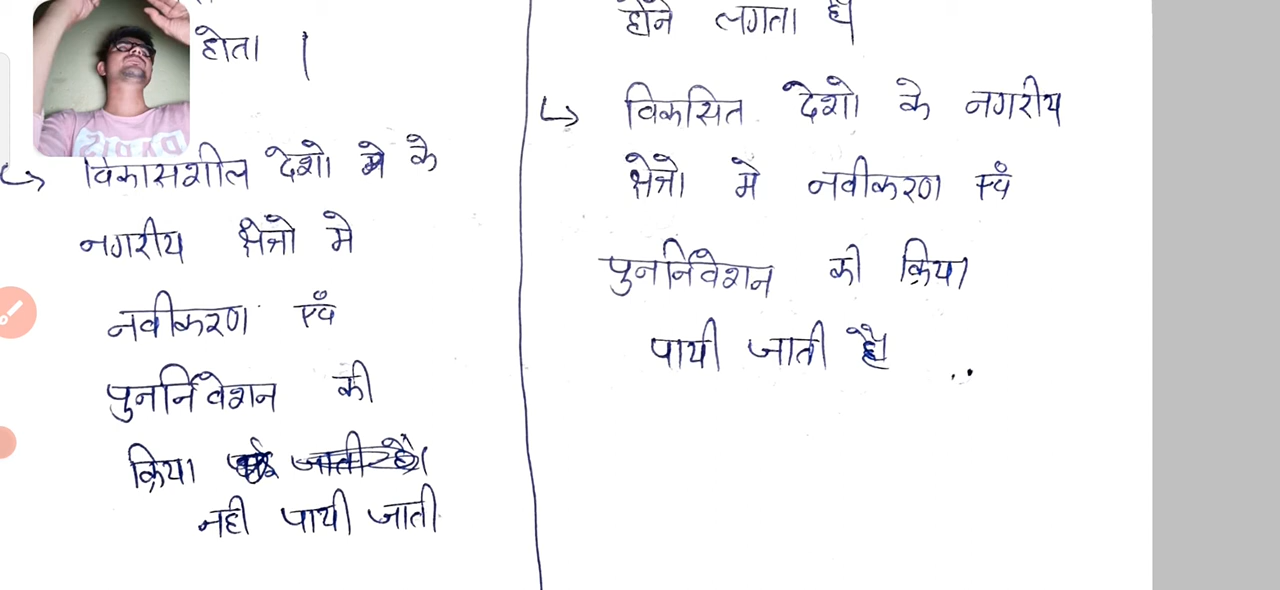 होता ।
विकासशील देशो मे के
नगरीय क्षेत्रो मे
नवीकरण एवं
पुनर्निवेशन की
क्रिया
नही पायी जाती
होने लगता है
विकसित देशो के नगरीय
क्षेत्रो मे नवीकरण एवं
पुनर्निवेशन की क्रिया
पायी जाती है।